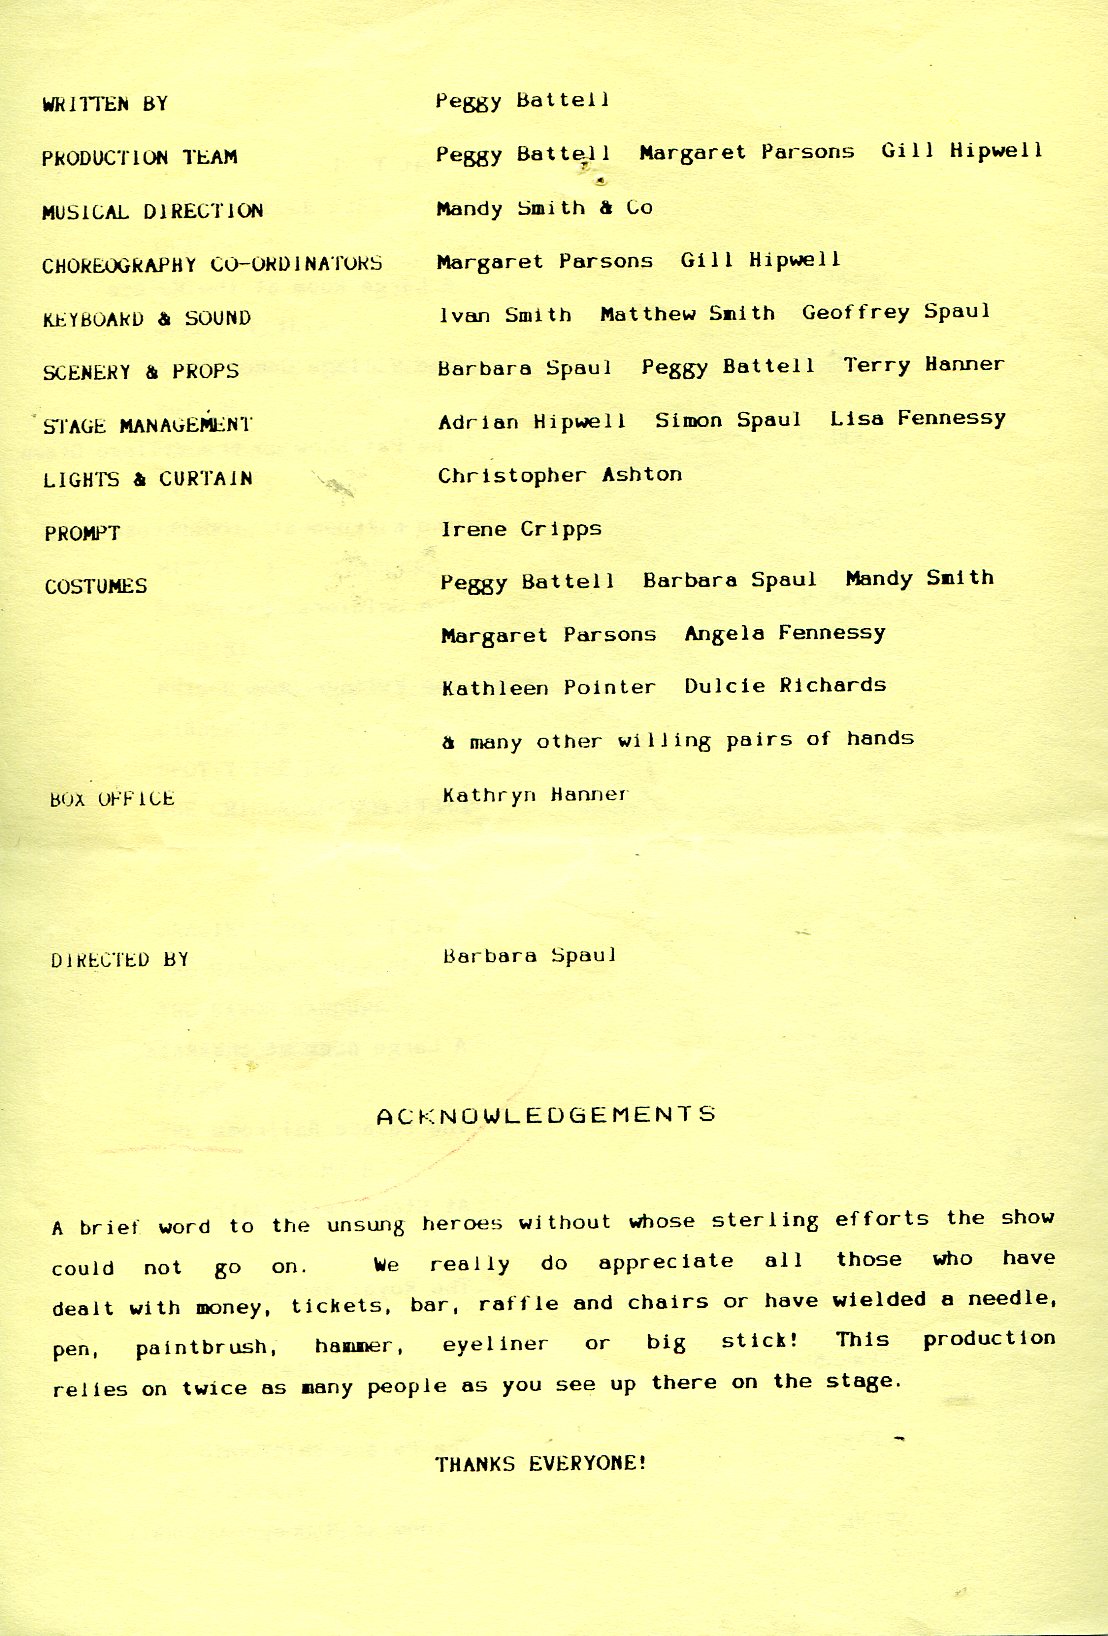 WRITTEN BY Peggy Battell
PRODUCTION TEAM Peggy Battell Margaret Parsons Gill Hipwell
MUSICAL DIRECTION Mandy Smith & Co
CHOREOGRAPHY CO-ORDINATORS Margaret Parsons Gill Hipwell
KEYBOARD & SOUND Ivan Smith Matthew Smith Geoffrey Spaul
SCENERY & PROPS Barbara Spaul Peggy Battell Terry Hanner
STAGE MANAGEMENT Adrian Hipwell Simon Spaul Lisa Fennessy
LIGHTS & CURTAIN Christopher Ashton
PROMPT Irene Cripps
COSTUMES Peggy Battell Barbara Spaul Mandy Smith
Margaret Parsons Angela Fennessy
Kathleen Pointer Dulcie Richards
& many other willing pairs of hands
BOX OFFICE Kathryn Hanner
DIRECTED BY Barbara Spaul
ACKNOWLEDGEMENTS
A brief word to the unsung heroes without whose sterling efforts the show
could not go on. We really do appreciate all those who have
dealt with money, tickets, bar, raffle and chairs or have wielded a needle,
pen, paintbrush, hammer, eyeliner or big stick! This production
relies on twice as many people as you see up there on the stage.
THANKS EVERYONE!